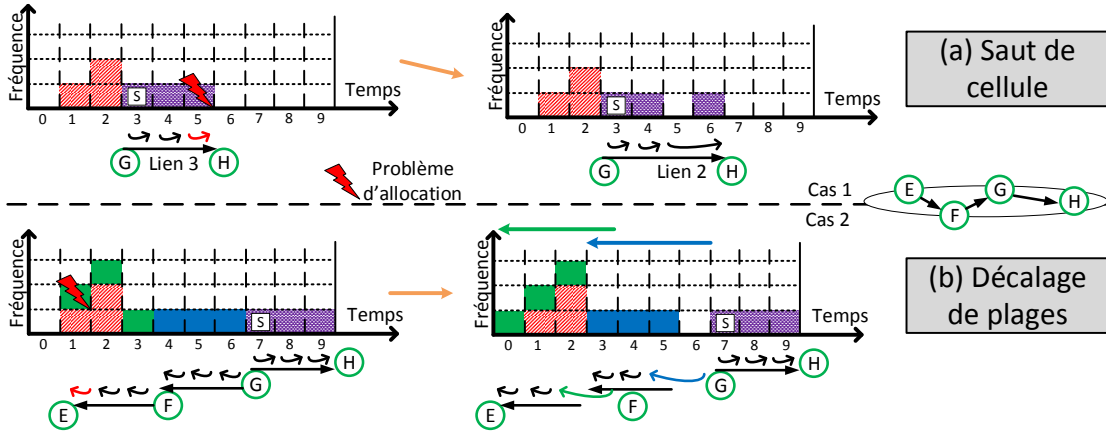 Fréquence
S
Temps
0 1 2 3 4 5 6 7 8 9
G Lien 3 H
Fréquence
S
Temps
0 1 2 3 4 5 6 7 8 9
G Lien 2 H
(a) Saut de
cellule
Problème
d'allocation
Cas 1
Cas 2
E F G H
Fréquence
S
Temps
0 1 2 3 4 5 6 7 8 9
E F G H
Fréquence
S
Temps
0 1 2 3 4 5 6 7 8 9
E F G H
(b) Décalage
de plages